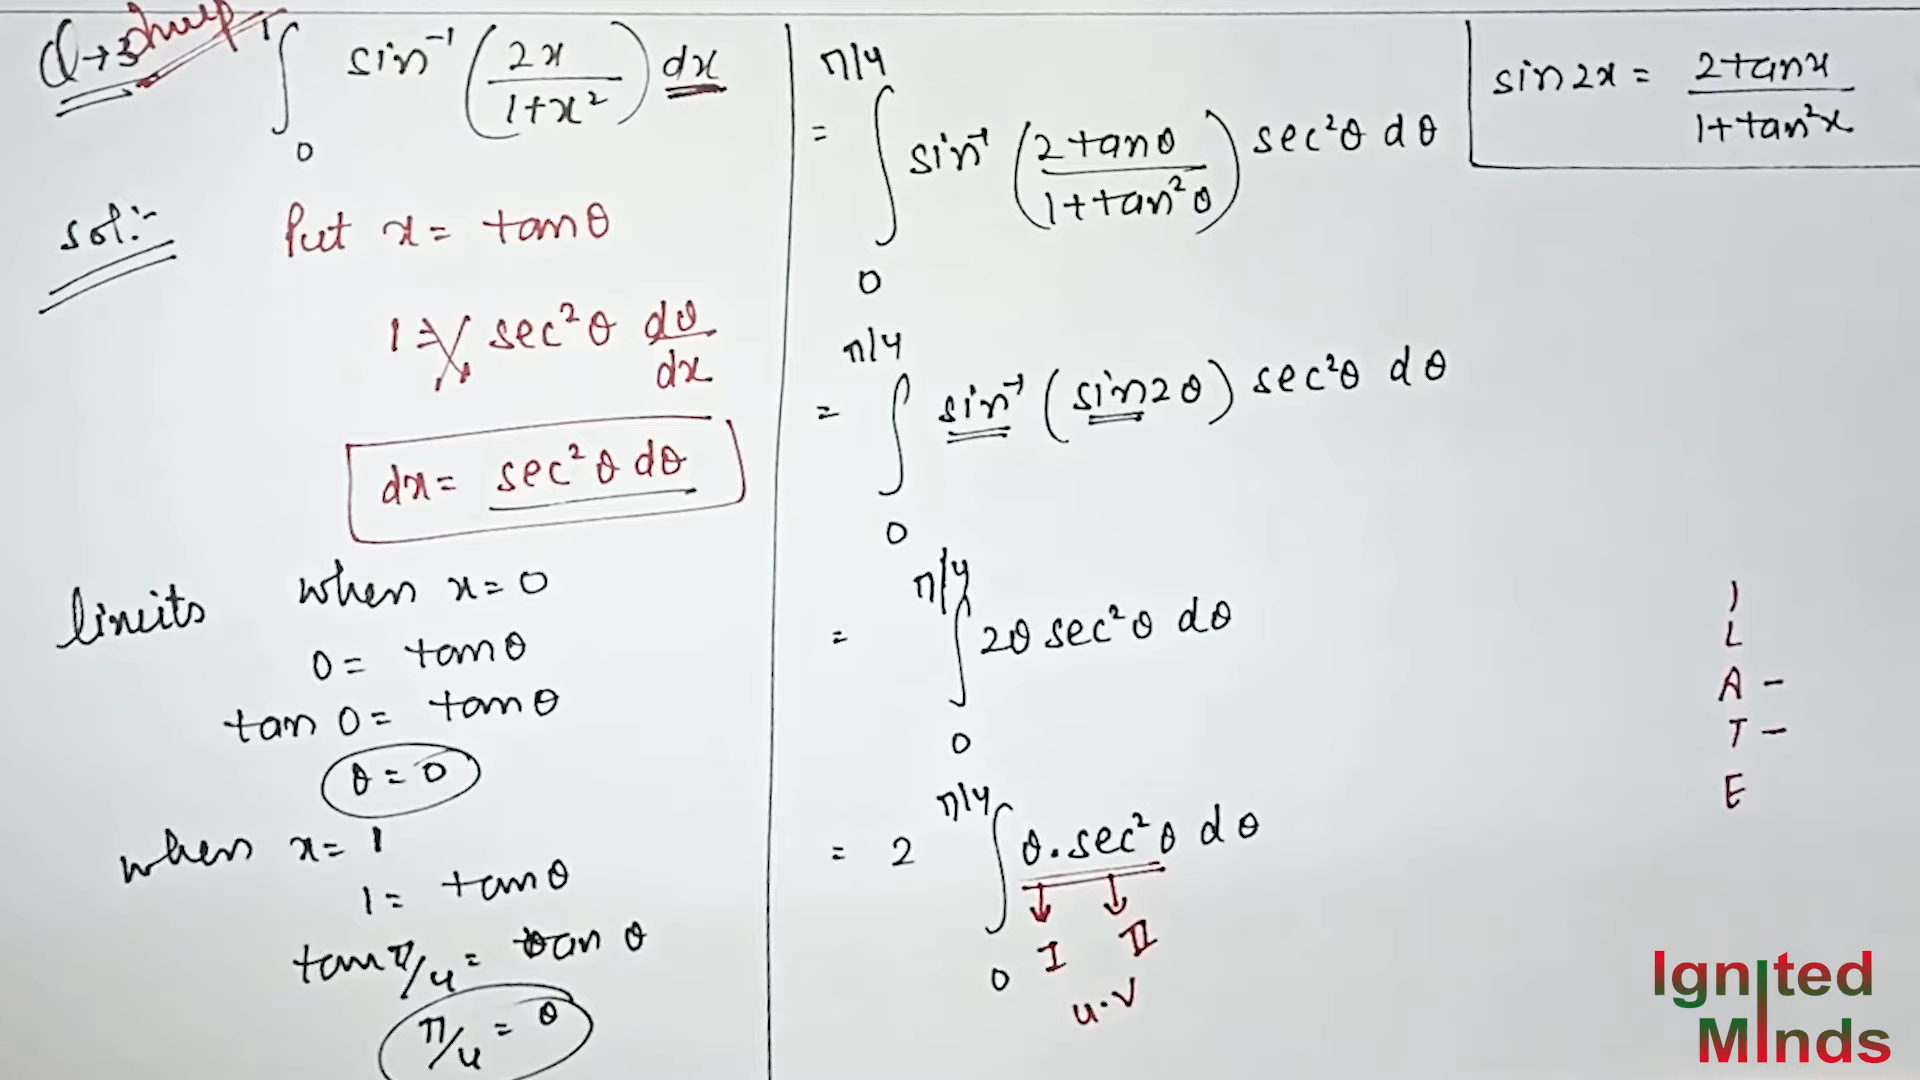 Q→3
∫₀¹ sin⁻¹ (2x / 1+x²) dx
sol:-
Put x = tanθ
1 = sec²θ dθ/dx
dx = sec²θ dθ
limits when x=0
0 = tanθ
tan 0 = tanθ
θ = 0
when x = 1
1 = tanθ
tan π/4 = tan θ
π/4 = θ
= ∫₀^π/4 sin⁻¹ (2tanθ / 1+tan²θ) sec²θ dθ
= ∫₀^π/4 sin⁻¹ (sin2θ) sec²θ dθ
= ∫₀^π/4 2θ sec²θ dθ
= 2 ∫₀^π/4 θ.sec²θ dθ
I II
u.v
sin2x = 2tanx / 1+tan²x
I
L
A -
T -
E
Ignited
Minds